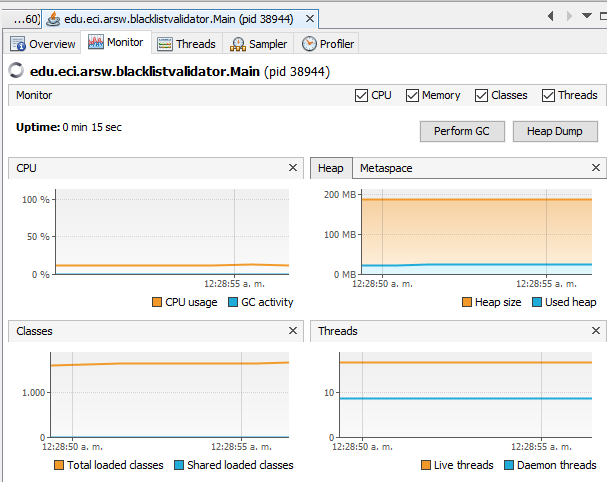 ...60) edu.eci.arsw.blacklistvalidator.Main (pid 38944)
Overview Monitor Threads Sampler Profiler
edu.eci.arsw.blacklistvalidator.Main (pid 38944)
Monitor CPU Memory Classes Threads
Uptime: 0 min 15 sec Perform GC Heap Dump
CPU
100 %
50 %
0 %
12:28:55 a. m.
CPU usage GC activity
Heap Metaspace
200 MB
100 MB
0 MB
12:28:50 a. m. 12:28:55 a. m.
Heap size Used heap
Classes
1.000
0
12:28:50 a. m. 12:28:55 a. m.
Total loaded classes Shared loaded classes
Threads
10
0
12:28:50 a. m. 12:28:55 a. m.
Live threads Daemon threads